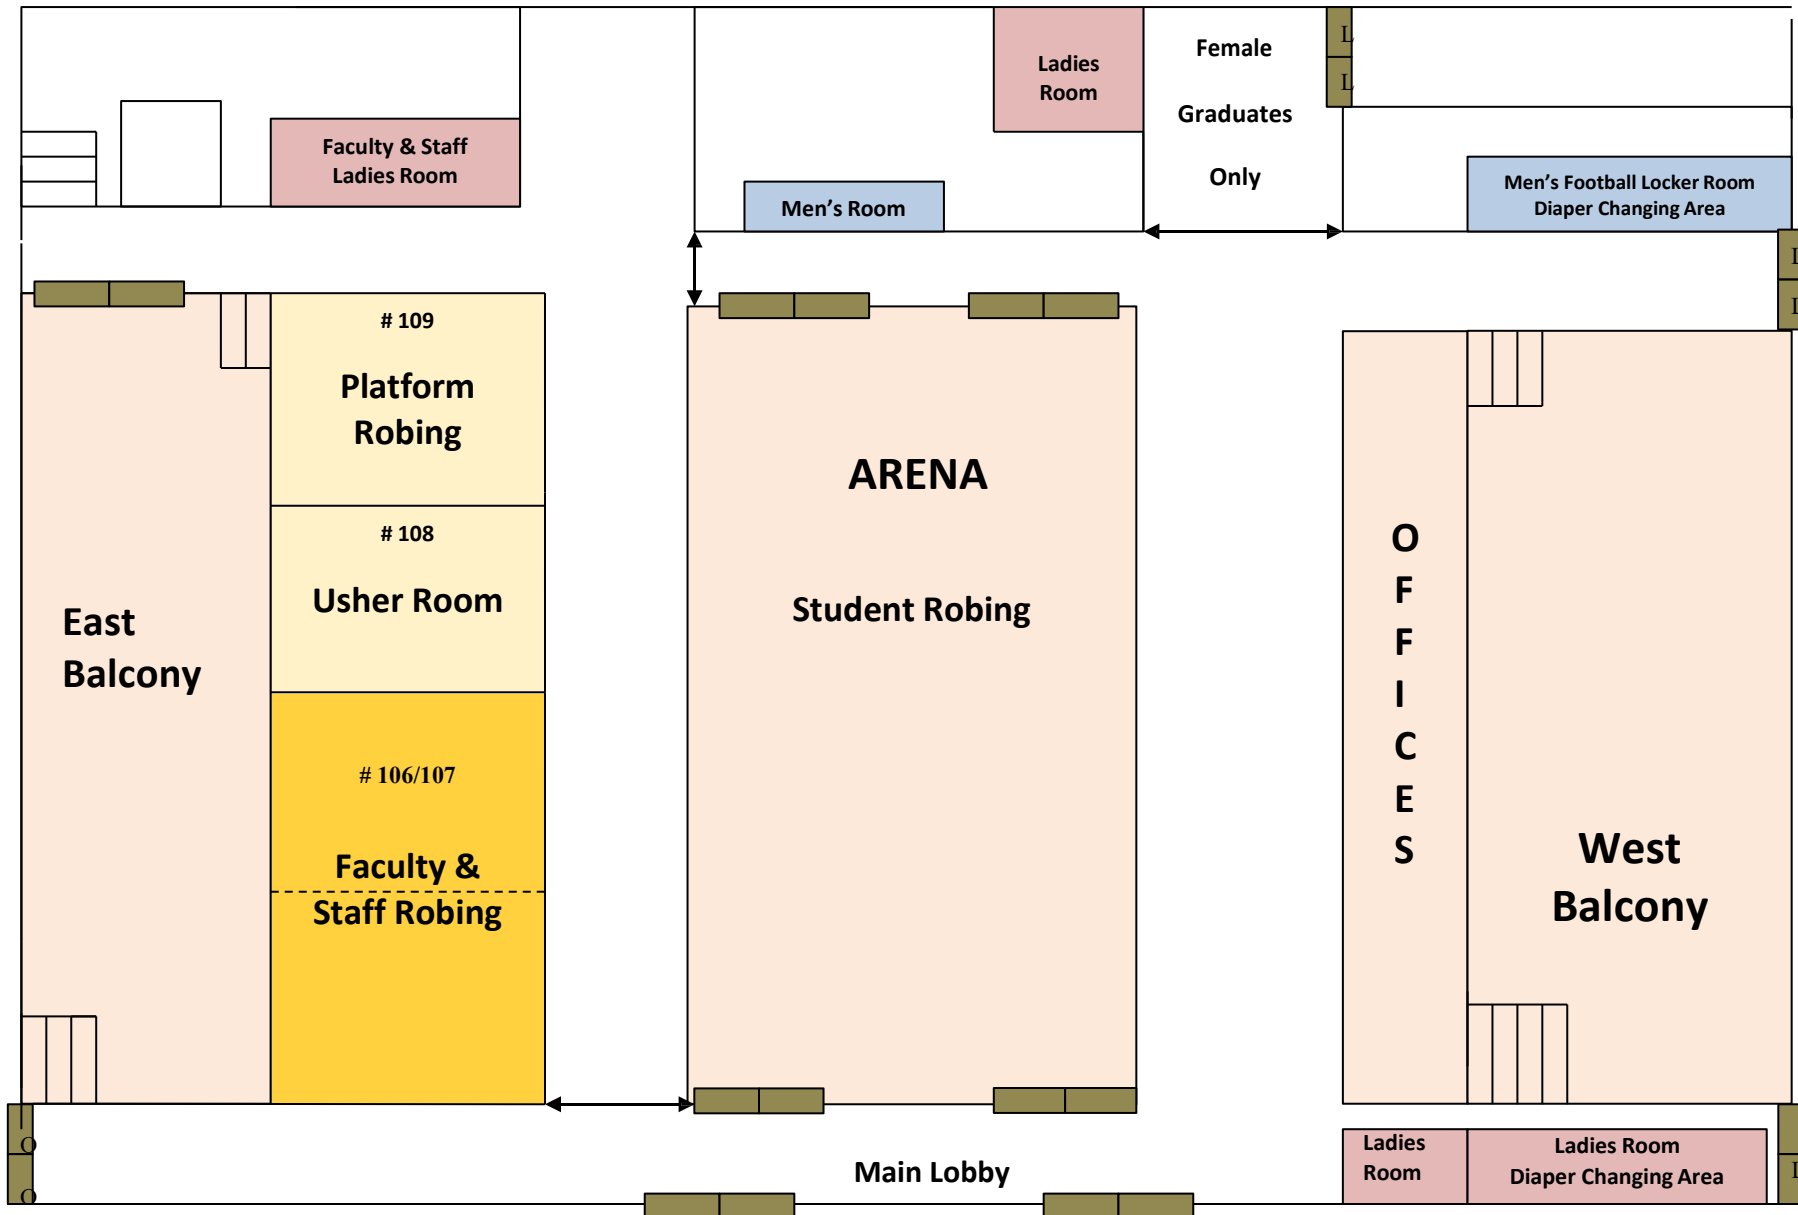 Female
L
Ladies
Room
L
Graduates
Only
Faculty & Staff
Ladies Room
Men's Room
Men's Football Locker Room
Diaper Changing Area
L
L
# 109
Platform
Robing
ARENA
# 108
Usher Room
Student Robing
East
Balcony
O
F
F
I
C
E
S
# 106/107
Faculty &
Staff Robing
West
Balcony
O
O
Main Lobby
Ladies
Room
Ladies Room
Diaper Changing Area
L